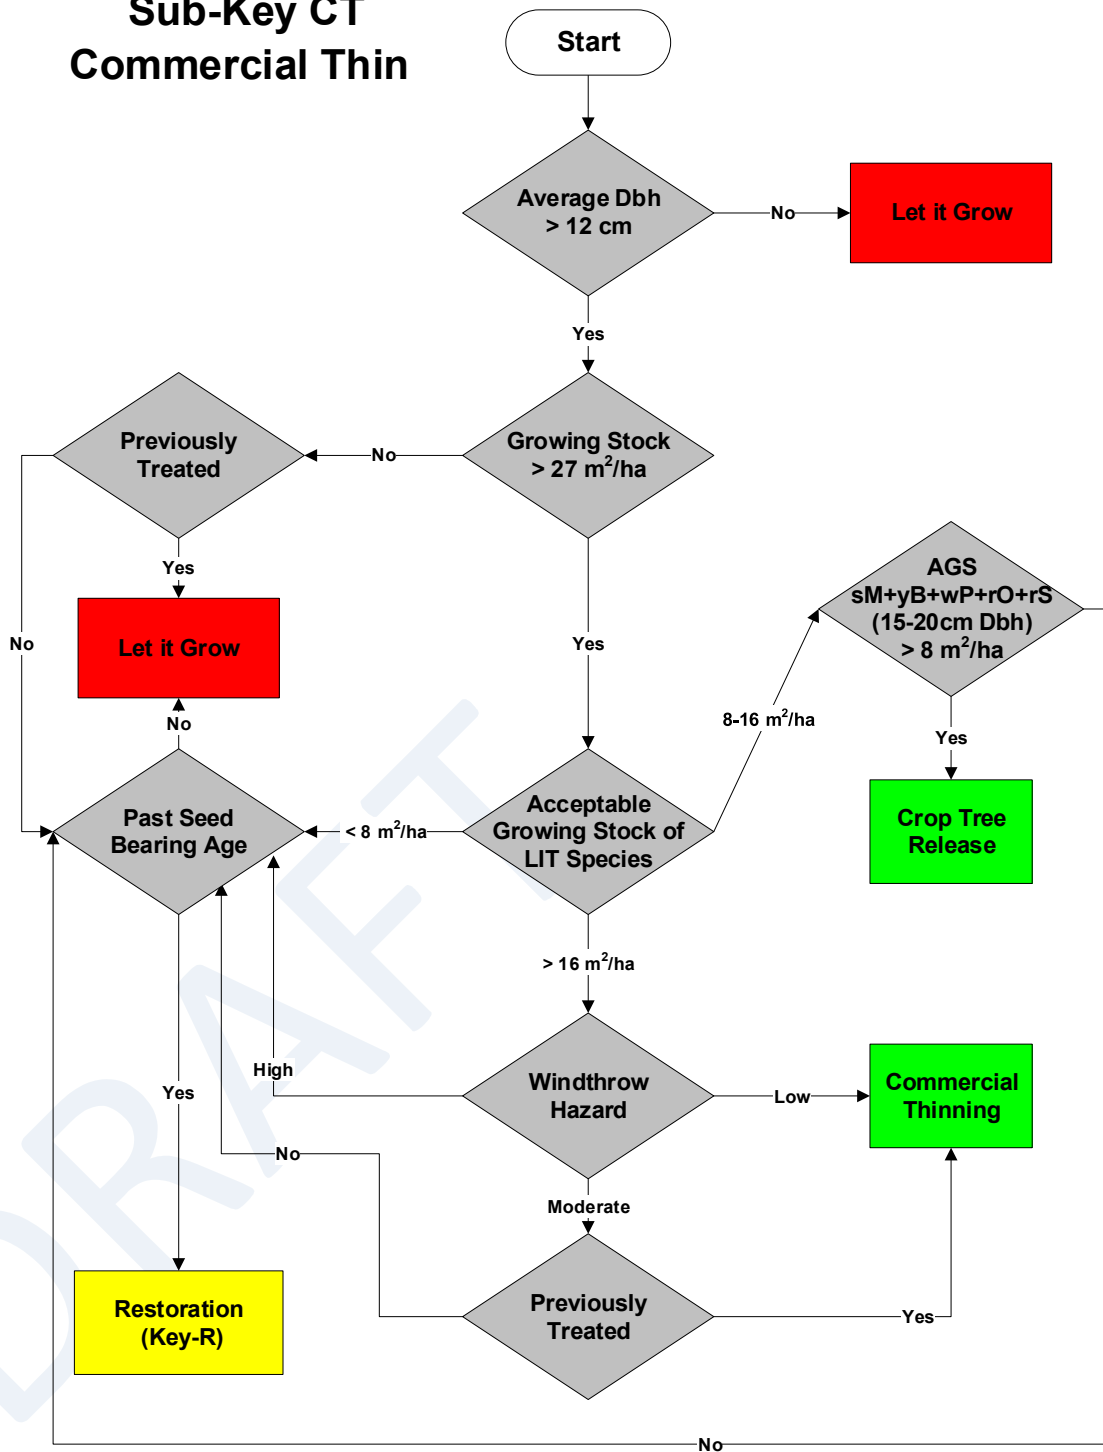 Sub-Key CT
Commercial Thin
Start
Average Dbh
> 12 cm
No
Let it Grow
Yes
Previously
Treated
No
Growing Stock
> 27 m²/ha
Yes
Let it Grow
No
No
Yes
AGS
sM+yB+wP+rO+rS
(15-20cm Dbh)
> 8 m²/ha
8-16 m²/ha
Yes
Past Seed
Bearing Age
< 8 m²/ha
Acceptable
Growing Stock of
LIT Species
Crop Tree
Release
> 16 m²/ha
High
Windthrow
Hazard
Low
Commercial
Thinning
Yes
No
Moderate
Restoration
(Key-R)
Previously
Treated
Yes
No
DRAFT